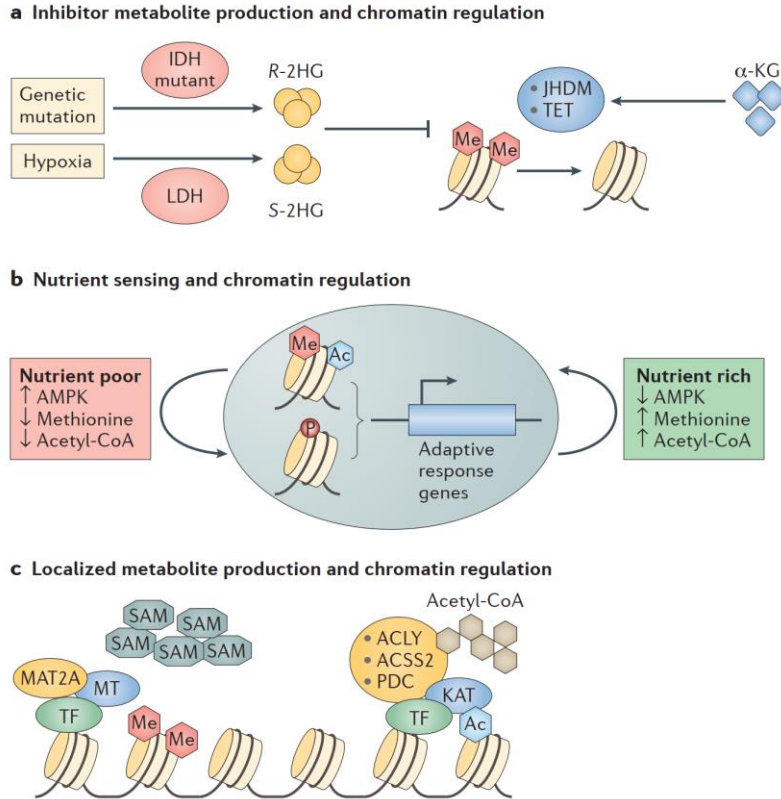 a Inhibitor metabolite production and chromatin regulation
IDH
mutant
Genetic
mutation
Hypoxia
LDH
R-2HG
S-2HG
• JHDM
• TET
α-KG
Me
Me
b Nutrient sensing and chromatin regulation
Nutrient poor
↑ AMPK
↓ Methionine
↓ Acetyl-CoA
Me
Ac
P
Adaptive
response
genes
Nutrient rich
↓ AMPK
↑ Methionine
↑ Acetyl-CoA
c Localized metabolite production and chromatin regulation
SAM
SAM
SAM
SAM
SAM
MAT2A
MT
TF
Me
Me
Acetyl-CoA
• ACLY
• ACSS2
• PDC
KAT
TF
Ac